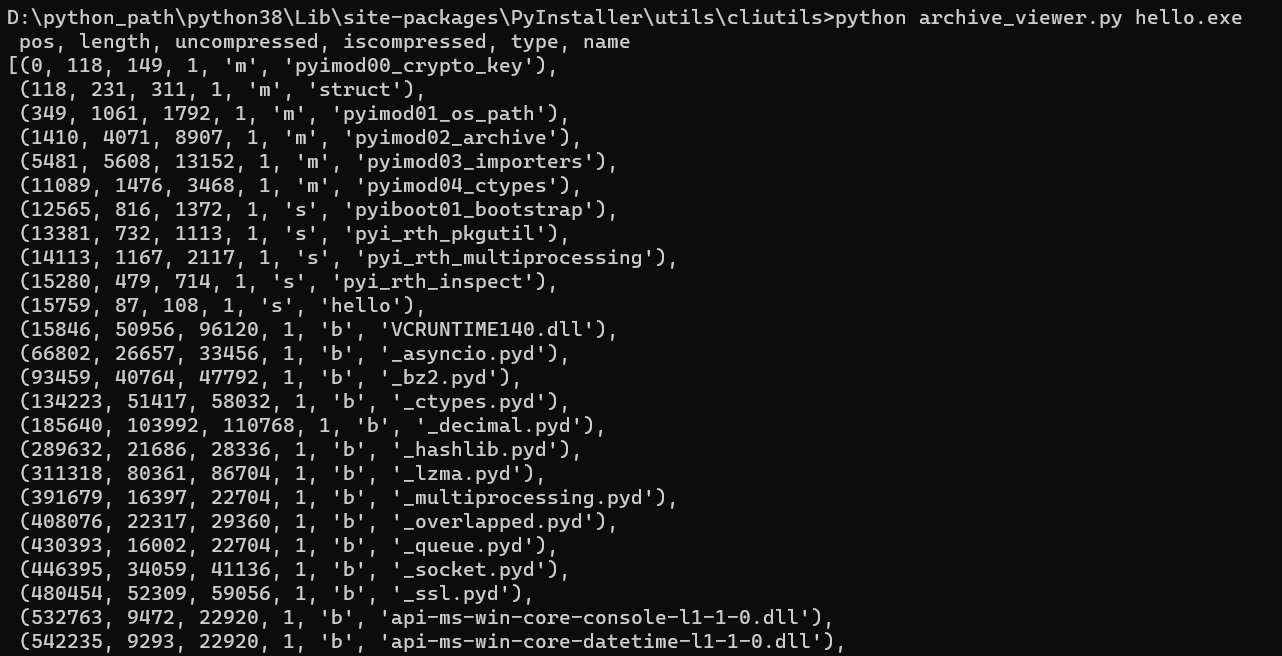 D:\python_path\python38\Lib\site-packages\PyInstaller\utils\cliutils>python archive_viewer.py hello.exe
pos, length, uncompressed, iscompressed, type, name
[(0, 118, 149, 1, 'm', 'pyimod00_crypto_key'),
(118, 231, 311, 1, 'm', 'struct'),
(349, 1061, 1792, 1, 'm', 'pyimod01_os_path'),
(1410, 4071, 8907, 1, 'm', 'pyimod02_archive'),
(5481, 5608, 13152, 1, 'm', 'pyimod03_importers'),
(11089, 1476, 3468, 1, 'm', 'pyimod04_ctypes'),
(12565, 816, 1372, 1, 's', 'pyiboot01_bootstrap'),
(13381, 732, 1113, 1, 's', 'pyi_rth_pkgutil'),
(14113, 1167, 2117, 1, 's', 'pyi_rth_multiprocessing'),
(15280, 479, 714, 1, 's', 'pyi_rth_inspect'),
(15759, 87, 108, 1, 's', 'hello'),
(15846, 50956, 96120, 1, 'b', 'VCRUNTIME140.dll'),
(66802, 26657, 33456, 1, 'b', '_asyncio.pyd'),
(93459, 40764, 47792, 1, 'b', '_bz2.pyd'),
(134223, 51417, 58032, 1, 'b', '_ctypes.pyd'),
(185640, 103992, 110768, 1, 'b', '_decimal.pyd'),
(289632, 21686, 28336, 1, 'b', '_hashlib.pyd'),
(311318, 80361, 86704, 1, 'b', '_lzma.pyd'),
(391679, 16397, 22704, 1, 'b', '_multiprocessing.pyd'),
(408076, 22317, 29360, 1, 'b', '_overlapped.pyd'),
(430393, 16002, 22704, 1, 'b', '_queue.pyd'),
(446395, 34059, 41136, 1, 'b', '_socket.pyd'),
(480454, 52309, 59056, 1, 'b', '_ssl.pyd'),
(532763, 9472, 22920, 1, 'b', 'api-ms-win-core-console-l1-1-0.dll'),
(542235, 9293, 22920, 1, 'b', 'api-ms-win-core-datetime-l1-1-0.dll'),